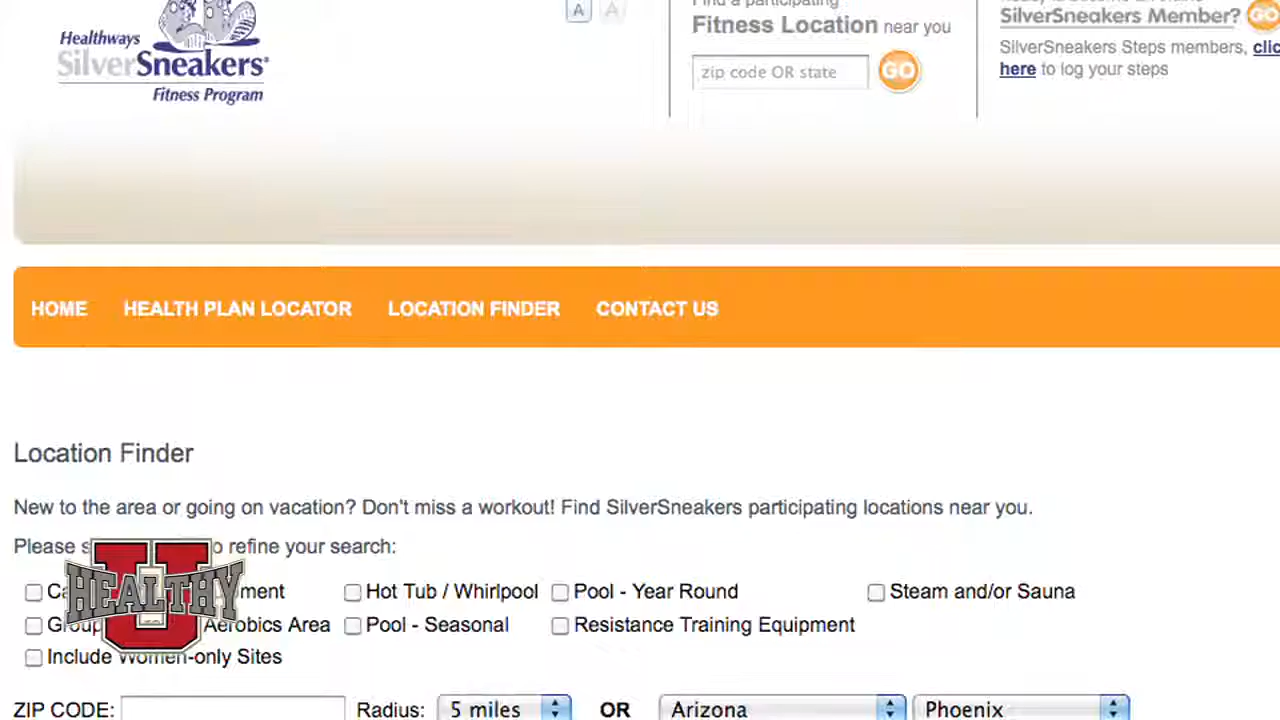 A A
Fitness Location near you
zip code OR state GO
SilverSneakers Member? GO
SilverSneakers Steps members,
here to log your steps
Healthways
SilverSneakers
Fitness Program
HOME HEALTH PLAN LOCATOR LOCATION FINDER CONTACT US
Location Finder
New to the area or going on vacation? Don't miss a workout! Find SilverSneakers participating locations near you.
Please refine your search:
Hot Tub / Whirlpool Pool - Year Round Steam and/or Sauna
Aerobics Area Pool - Seasonal Resistance Training Equipment
Include Women-only Sites
U
HEALTHY
ZIP CODE: Radius: 5 miles OR Arizona Phoenix